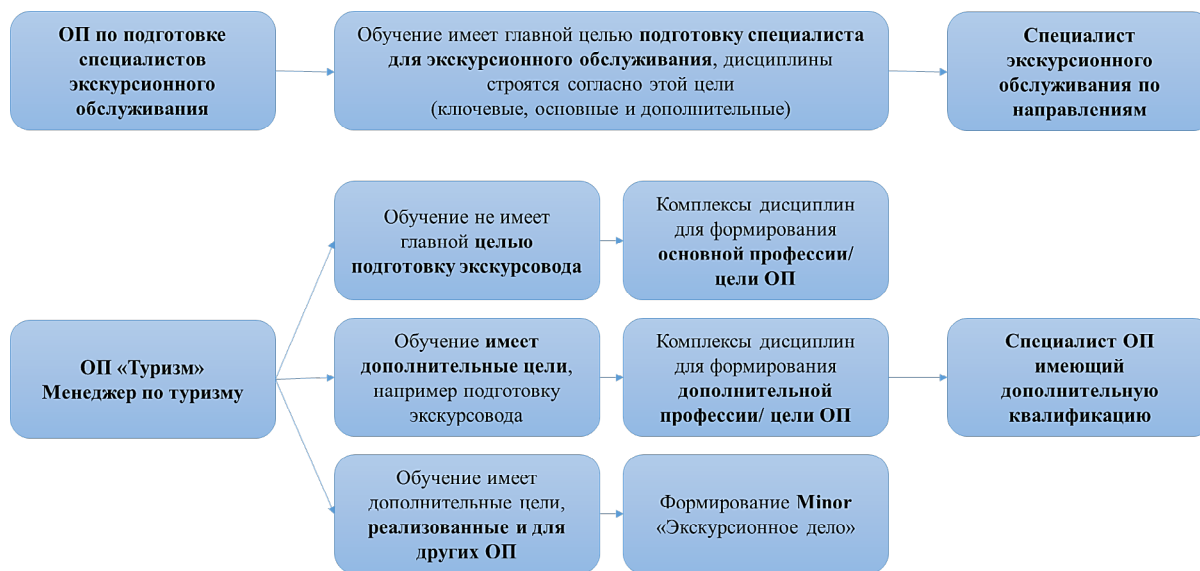 ОП по подготовке
специалистов
экскурсионного
обслуживания
Обучение имеет главной целью подготовку специалиста
для экскурсионного обслуживания, дисциплины
строятся согласно этой цели
(ключевые, основные и дополнительные)
Специалист
экскурсионного
обслуживания по
направлениям
ОП «Туризм»
Менеджер по туризму
Обучение не имеет
главной целью
подготовку экскурсовода
Комплексы дисциплин
для формирования
основной профессии/
цели ОП
Обучение имеет
дополнительные цели,
например подготовку
экскурсовода
Комплексы дисциплин
для формирования
дополнительной
профессии/ цели ОП
Специалист ОП
имеющий
дополнительную
квалификацию
Обучение имеет
дополнительные цели,
реализованные и для
других ОП
Формирование Minor
«Экскурсионное дело»